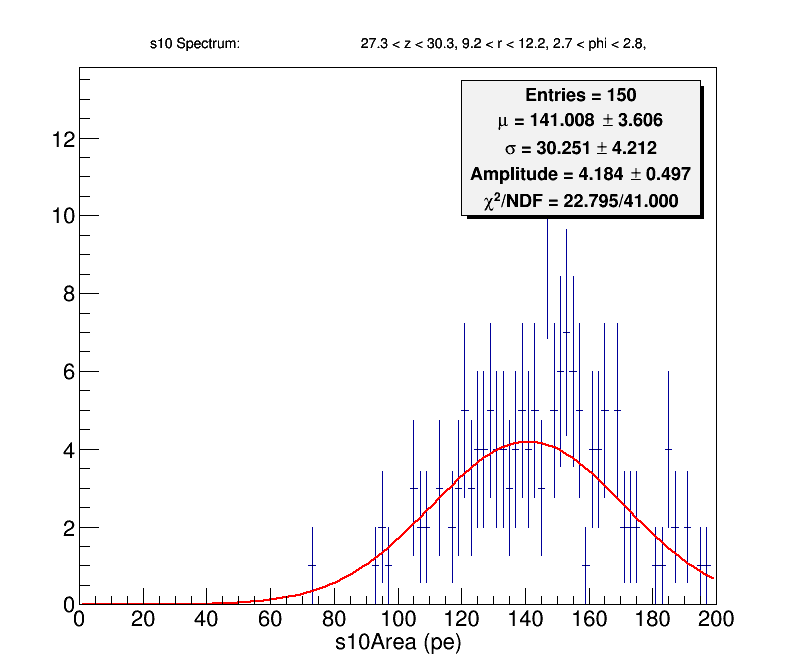 s10 Spectrum: 27.3 < z < 30.3, 9.2 < r < 12.2, 2.7 < phi < 2.8,
Entries = 150
μ = 141.008 ± 3.606
σ = 30.251 ± 4.212
Amplitude = 4.184 ± 0.497
χ²/NDF = 22.795/41.000
12
10
8
6
4
2
0
0 20 40 60 80 100 120 140 160 180 200
s10Area (pe)